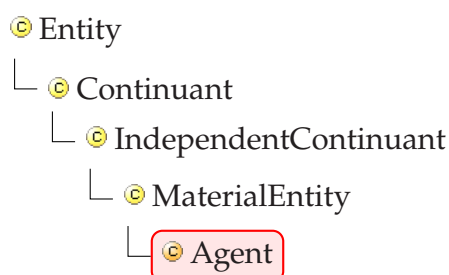 C Entity
C Continuant
C IndependentContinuant
C MaterialEntity
C Agent